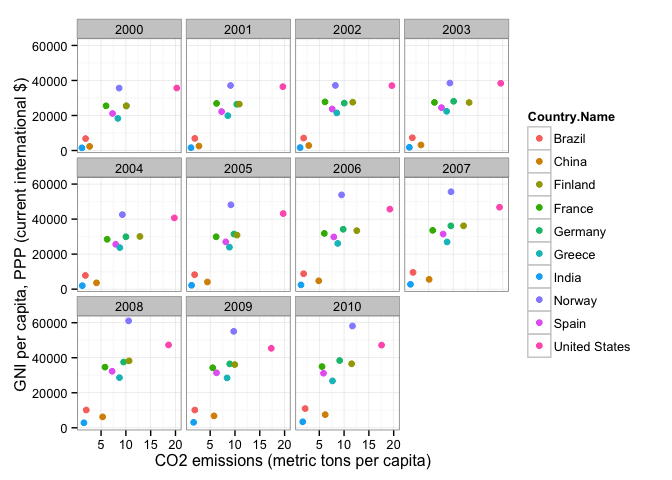 2000 2001 2002 2003
60000
40000
20000
0
2004 2005 2006 2007
60000
40000
20000
0
2008 2009 2010
60000
40000
20000
0
5 10 15 20 5 10 15 20 5 10 15 20
CO2 emissions (metric tons per capita)
GNI per capita, PPP (current international $)
Country.Name
Brazil
China
Finland
France
Germany
Greece
India
Norway
Spain
United States